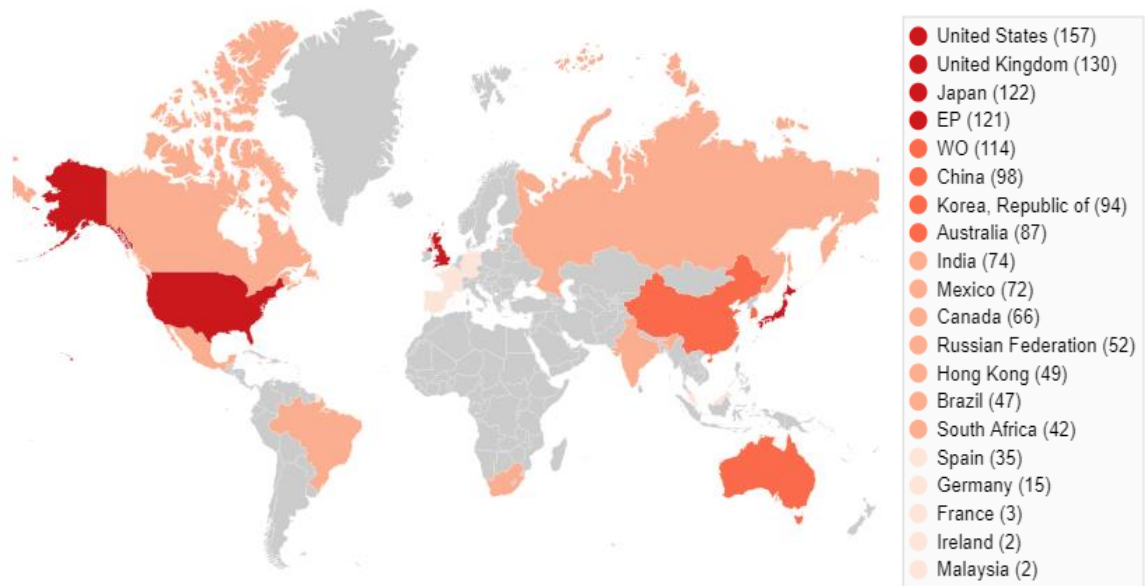 United States (157)
United Kingdom (130)
Japan (122)
EP (121)
WO (114)
China (98)
Korea, Republic of (94)
Australia (87)
India (74)
Mexico (72)
Canada (66)
Russian Federation (52)
Hong Kong (49)
Brazil (47)
South Africa (42)
Spain (35)
Germany (15)
France (3)
Ireland (2)
Malaysia (2)